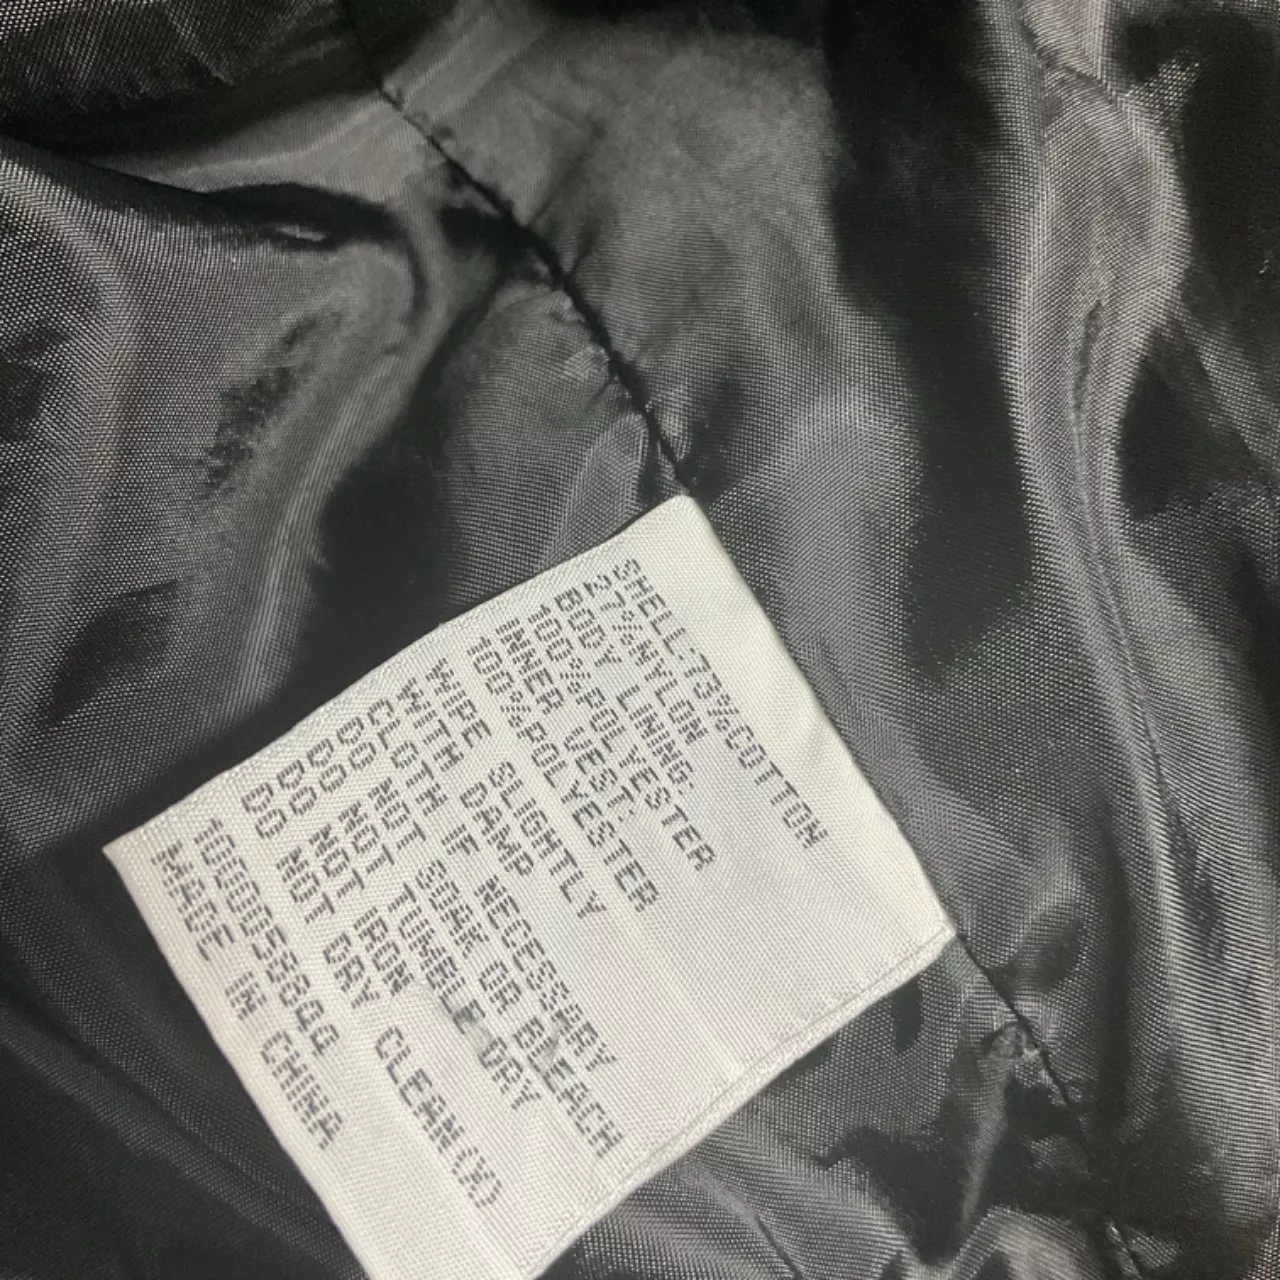 SHELL-73%COTTON
27%NYLON
BODY LINING:
100%POLYESTER
INNER VEST:
100%POLYESTER
WIPE SLIGHTLY
WITH DAMP
CLOTH IF NECESSARY
DO NOT SOAK OR BLEACH
DO NOT TUMBLE DRY
DO NOT IRON
DO NOT DRY CLEAN(X)
1000058844
MADE IN CHINA